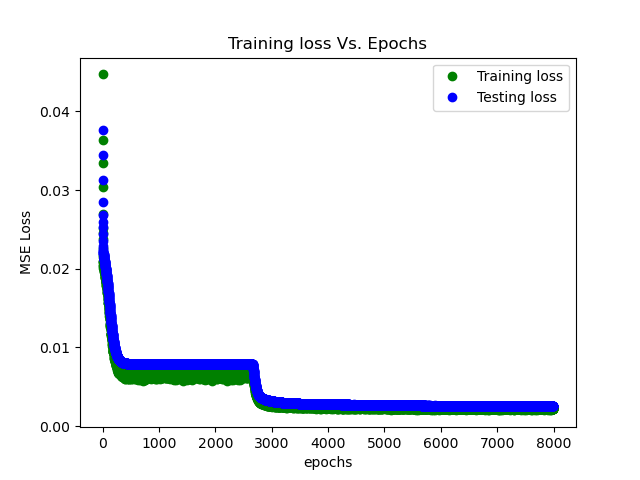 Training loss Vs. Epochs
Training loss
Testing loss
MSE Loss
0.04
0.03
0.02
0.01
0.00
0 1000 2000 3000 4000 5000 6000 7000 8000
epochs